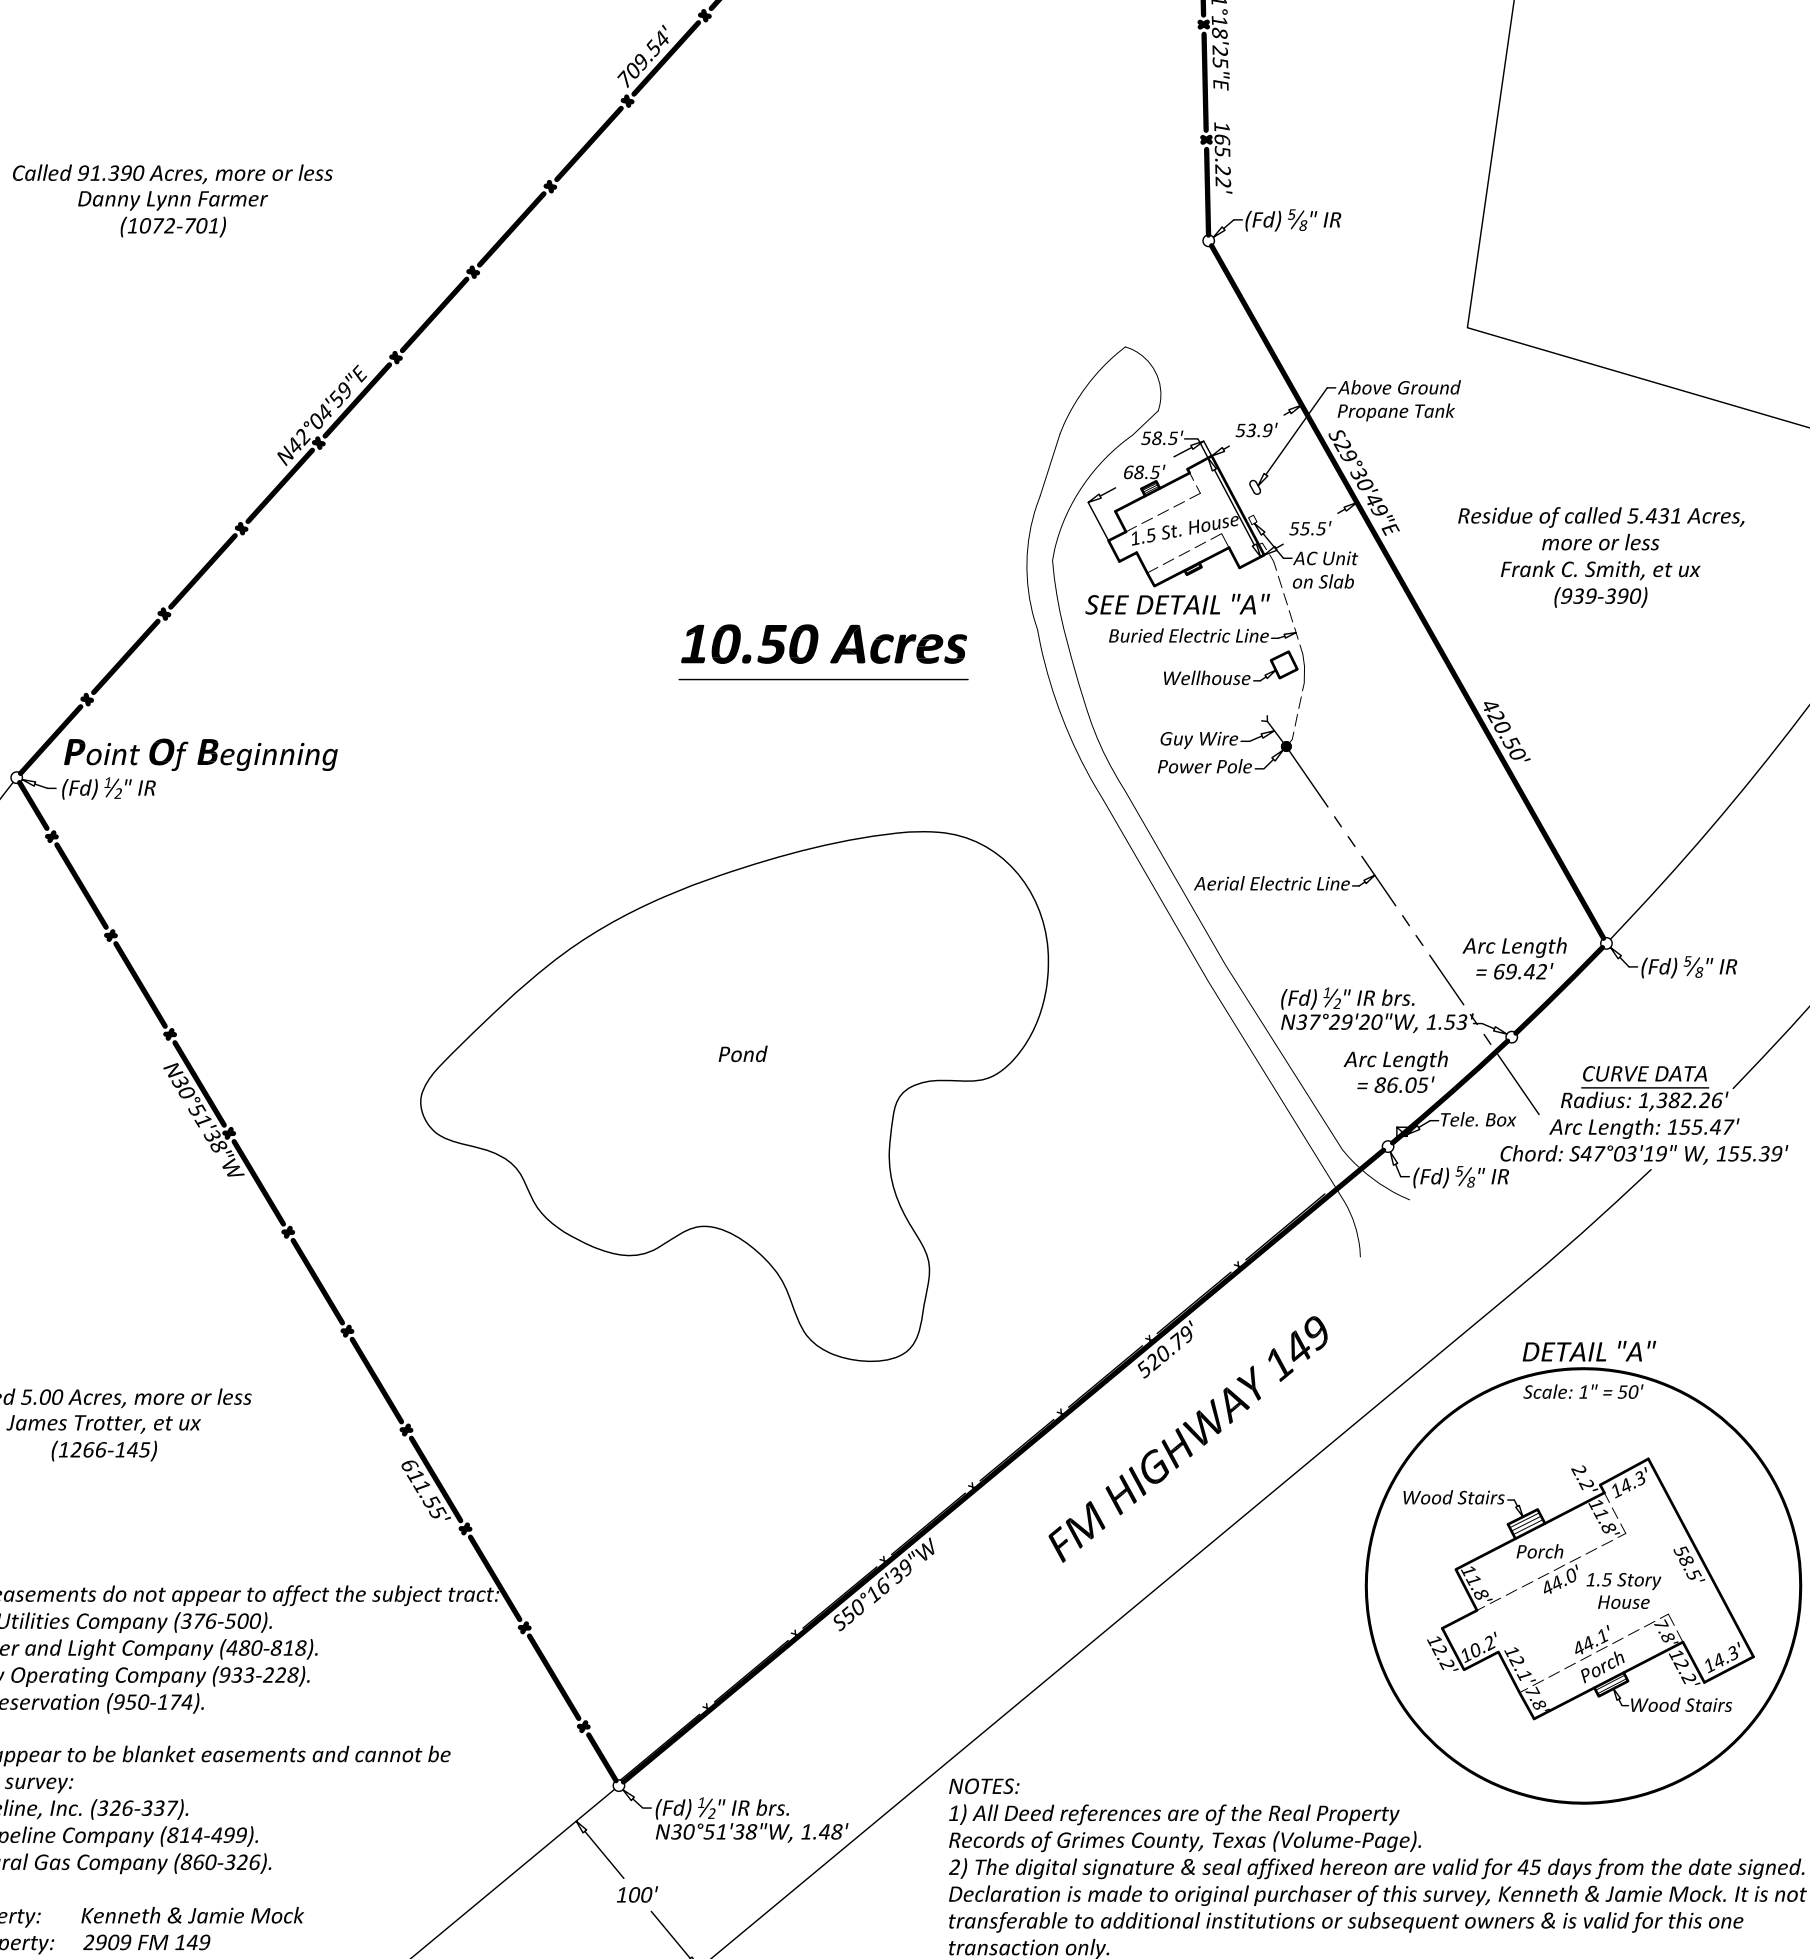 709.54'
1°18'25"E
165.22'
Called 91.390 Acres, more or less
Danny Lynn Farmer
(1072-701)
(Fd) 5⁄8" IR
N42°04'59"E
Above Ground
Propane Tank
58.5'
53.9'
68.5'
S29°30'49"E
1.5 St. House
55.5'
AC Unit
on Slab
Residue of called 5.431 Acres,
more or less
Frank C. Smith, et ux
(939-390)
SEE DETAIL "A"
10.50 Acres
Buried Electric Line
Wellhouse
420.50'
Guy Wire
Power Pole
Point Of Beginning
(Fd) 1⁄2" IR
Aerial Electric Line
Arc Length
= 69.42'
(Fd) 5⁄8" IR
(Fd) 1⁄2" IR brs.
N37°29'20"W, 1.53'
Pond
Arc Length
= 86.05'
N30°51'38"W
CURVE DATA
Radius: 1,382.26'
Arc Length: 155.47'
Chord: S47°03'19" W, 155.39'
Tele. Box
(Fd) 5⁄8" IR
520.79'
FM HIGHWAY 149
DETAIL "A"
Scale: 1" = 50'
ed 5.00 Acres, more or less
James Trotter, et ux
(1266-145)
611.55'
S50°16'39"W
2.2'
14.3'
Wood Stairs
11.8'
Porch
58.5'
11.8'
44.0'
1.5 Story
House
12.2'
10.2'
12.1'
44.1'
7.8'
Porch
12.2'
14.3'
7.8'
Wood Stairs
easements do not appear to affect the subject tract:
Utilities Company (376-500).
er and Light Company (480-818).
y Operating Company (933-228).
eservation (950-174).
appear to be blanket easements and cannot be
survey:
eline, Inc. (326-337).
peline Company (814-499).
ural Gas Company (860-326).
erty: Kenneth & Jamie Mock
perty: 2909 FM 149
(Fd) 1⁄2" IR brs.
N30°51'38"W, 1.48'
100'
NOTES:
1) All Deed references are of the Real Property
Records of Grimes County, Texas (Volume-Page).
2) The digital signature & seal affixed hereon are valid for 45 days from the date signed.
Declaration is made to original purchaser of this survey, Kenneth & Jamie Mock. It is not
transferable to additional institutions or subsequent owners & is valid for this one
transaction only.